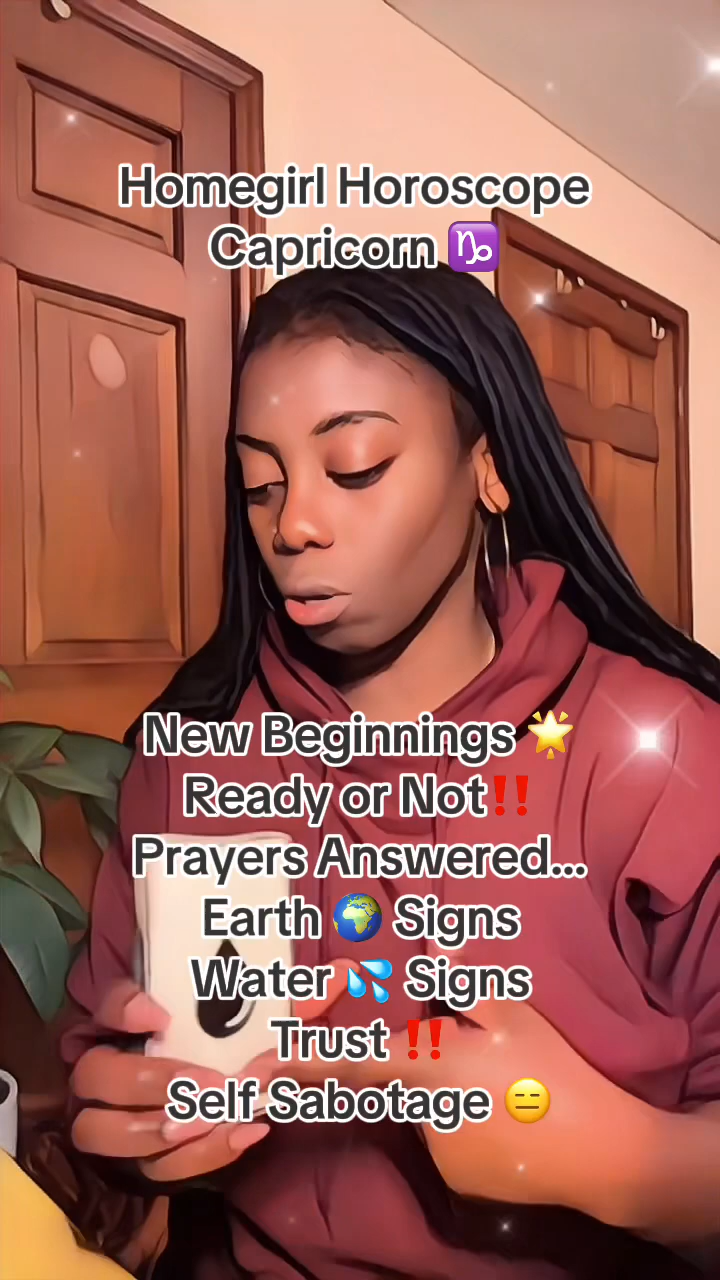 Homegirl Horoscope
Capricorn ♑
New Beginnings 🌟
Ready or Not‼️
Prayers Answered...
Earth 🌍 Signs
Water 💦 Signs
Trust ‼️
Self Sabotage 😑